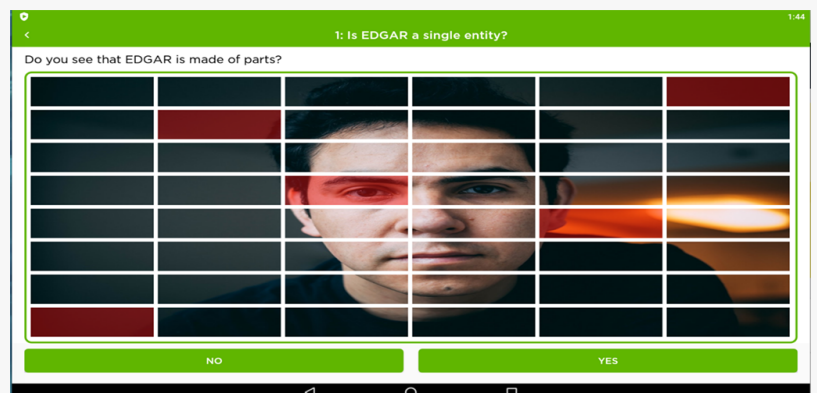 1:44
1: Is EDGAR a single entity?
Do you see that EDGAR is made of parts?
NO
YES